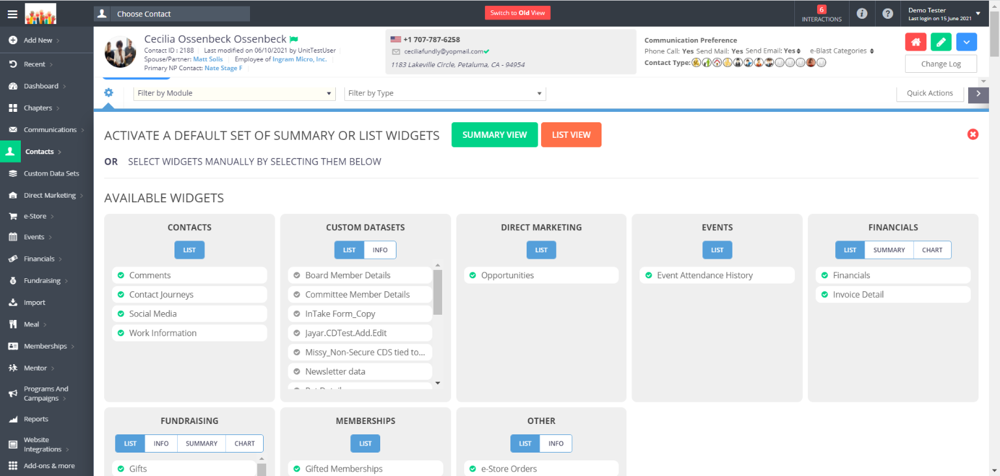 Choose Contact
Switch to Old View
6
INTERACTIONS
Demo Tester
Last login on 15 June 2021
Add New
Recent
Dashboard
Chapters
Communications
Contacts
Custom Data Sets
Direct Marketing
e-Store
Events
Financials
Fundraising
Import
Meal
Memberships
Mentor
Programs And
Campaigns
Reports
Website
Integrations
Add-ons & more
Cecilia Ossenbeck Ossenbeck
Contact ID : 2188 Last modified on 06/10/2021 by UnitTestUser
Spouse/Partner: Matt Solis Employee of Ingram Micro, Inc.
Primary NP Contact: Nate Stage F
+1 707-787-6258
ceciliafundly@yopmail.com
1183 Lakeville Circle, Petaluma, CA - 94954
Communication Preference
Phone Call: Yes Send Mail: Yes Send Email: Yes e-Blast Categories
Contact Type:
Change Log
Filter by Module
Filter by Type
Quick Actions
ACTIVATE A DEFAULT SET OF SUMMARY OR LIST WIDGETS
SUMMARY VIEW
LIST VIEW
OR SELECT WIDGETS MANUALLY BY SELECTING THEM BELOW
AVAILABLE WIDGETS
CONTACTS
LIST
Comments
Contact Journeys
Social Media
Work Information
CUSTOM DATASETS
LIST INFO
Board Member Details
Committee Member Details
InTake Form_Copy
Jayar.CDTest.Add.Edit
Missy_Non-Secure CDS tied to...
Newsletter data
DIRECT MARKETING
LIST
Opportunities
EVENTS
LIST
Event Attendance History
FINANCIALS
LIST SUMMARY CHART
Financials
Invoice Detail
FUNDRAISING
LIST INFO SUMMARY CHART
Gifts
MEMBERSHIPS
LIST
Gifted Memberships
OTHER
LIST INFO
e-Store Orders